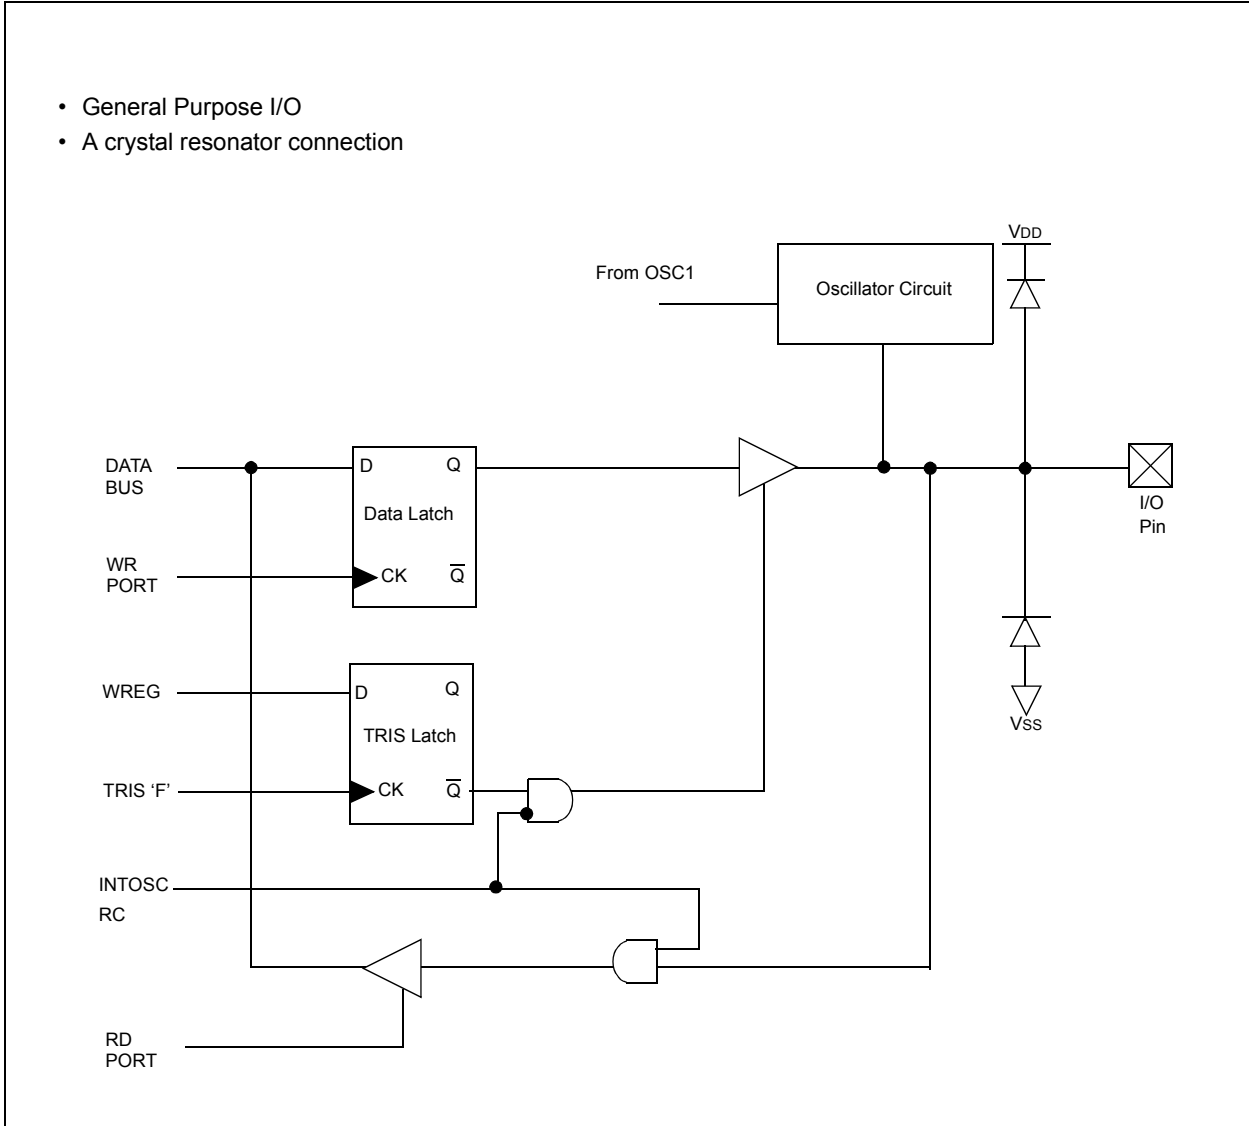 • General Purpose I/O
• A crystal resonator connection
VDD
From OSC1
Oscillator Circuit
DATA
BUS
D
Q
Data Latch
I/O
Pin
WR
PORT
CK
Q̅
WREG
D
Q
TRIS Latch
VSS
TRIS ‘F’
CK
Q̅
INTOSC
RC
RD
PORT